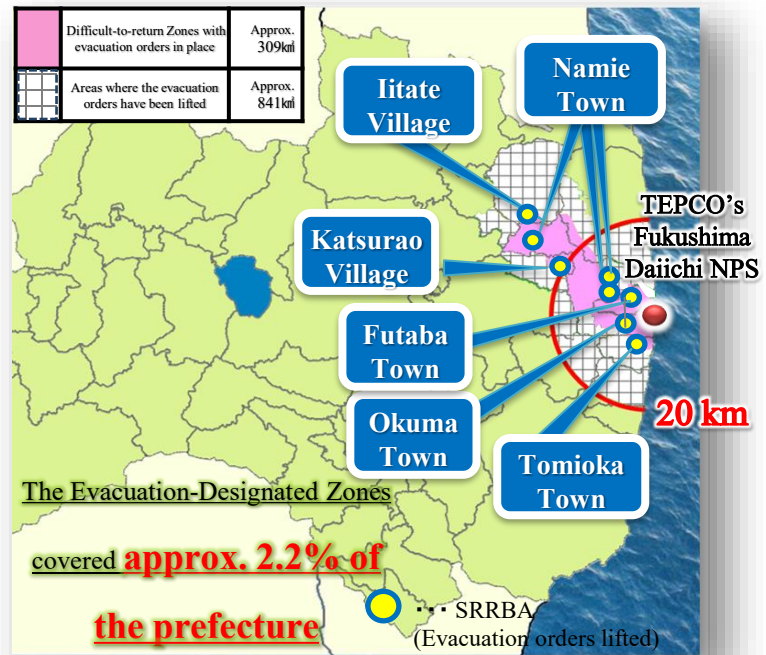 Difficult-to-return Zones with
evacuation orders in place
Approx.
309㎢
Areas where the evacuation
orders have been lifted
Approx.
841㎢
Iitate
Village
Namie
Town
TEPCO's
Fukushima
Daiichi NPS
Katsurao
Village
Futaba
Town
Okuma
Town
20 km
Tomioka
Town
The Evacuation-Designated Zones
covered approx. 2.2% of
the prefecture
･･･ SRRBA
(Evacuation orders lifted)